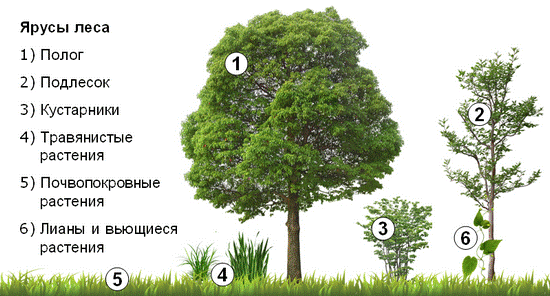 Ярусы леса
1) Полог
2) Подлесок
3) Кустарники
4) Травянистые
растения
5) Почвопокровные
растения
6) Лианы и вьющиеся
растения
1
2
3
6
5
4